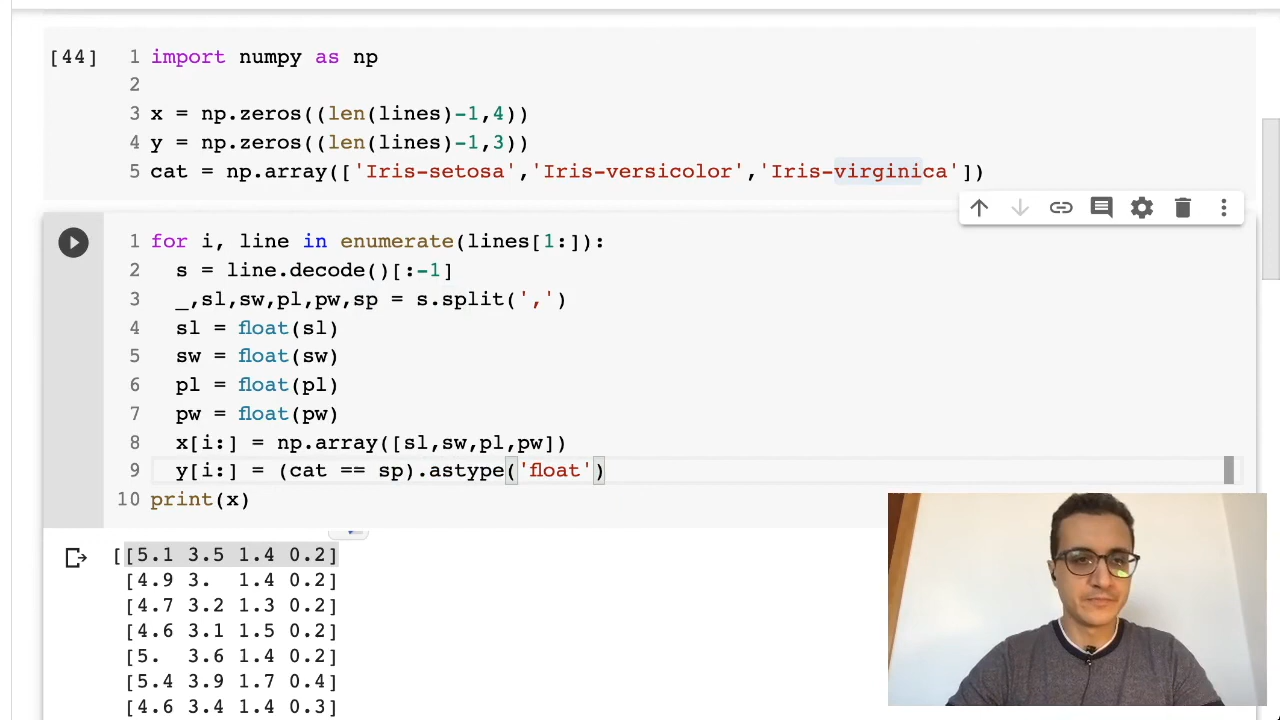 [44] 1 import numpy as np
2
3 x = np.zeros((len(lines)-1,4))
4 y = np.zeros((len(lines)-1,3))
5 cat = np.array(['Iris-setosa','Iris-versicolor','Iris-virginica'])
1 for i, line in enumerate(lines[1:]):
2 s = line.decode()[:-1]
3 _,sl,sw,pl,pw,sp = s.split(',')
4 sl = float(sl)
5 sw = float(sw)
6 pl = float(pl)
7 pw = float(pw)
8 x[i:] = np.array([sl,sw,pl,pw])
9 y[i:] = (cat == sp).astype('float')
10 print(x)
[[5.1 3.5 1.4 0.2]
[4.9 3. 1.4 0.2]
[4.7 3.2 1.3 0.2]
[4.6 3.1 1.5 0.2]
[5. 3.6 1.4 0.2]
[5.4 3.9 1.7 0.4]
[4.6 3.4 1.4 0.3]